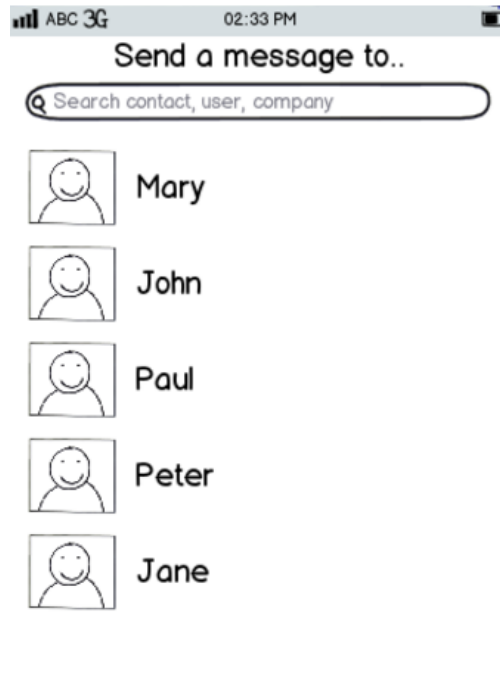 ABC 3G 02:33 PM
Send a message to..
Search contact, user, company
Mary
John
Paul
Peter
Jane